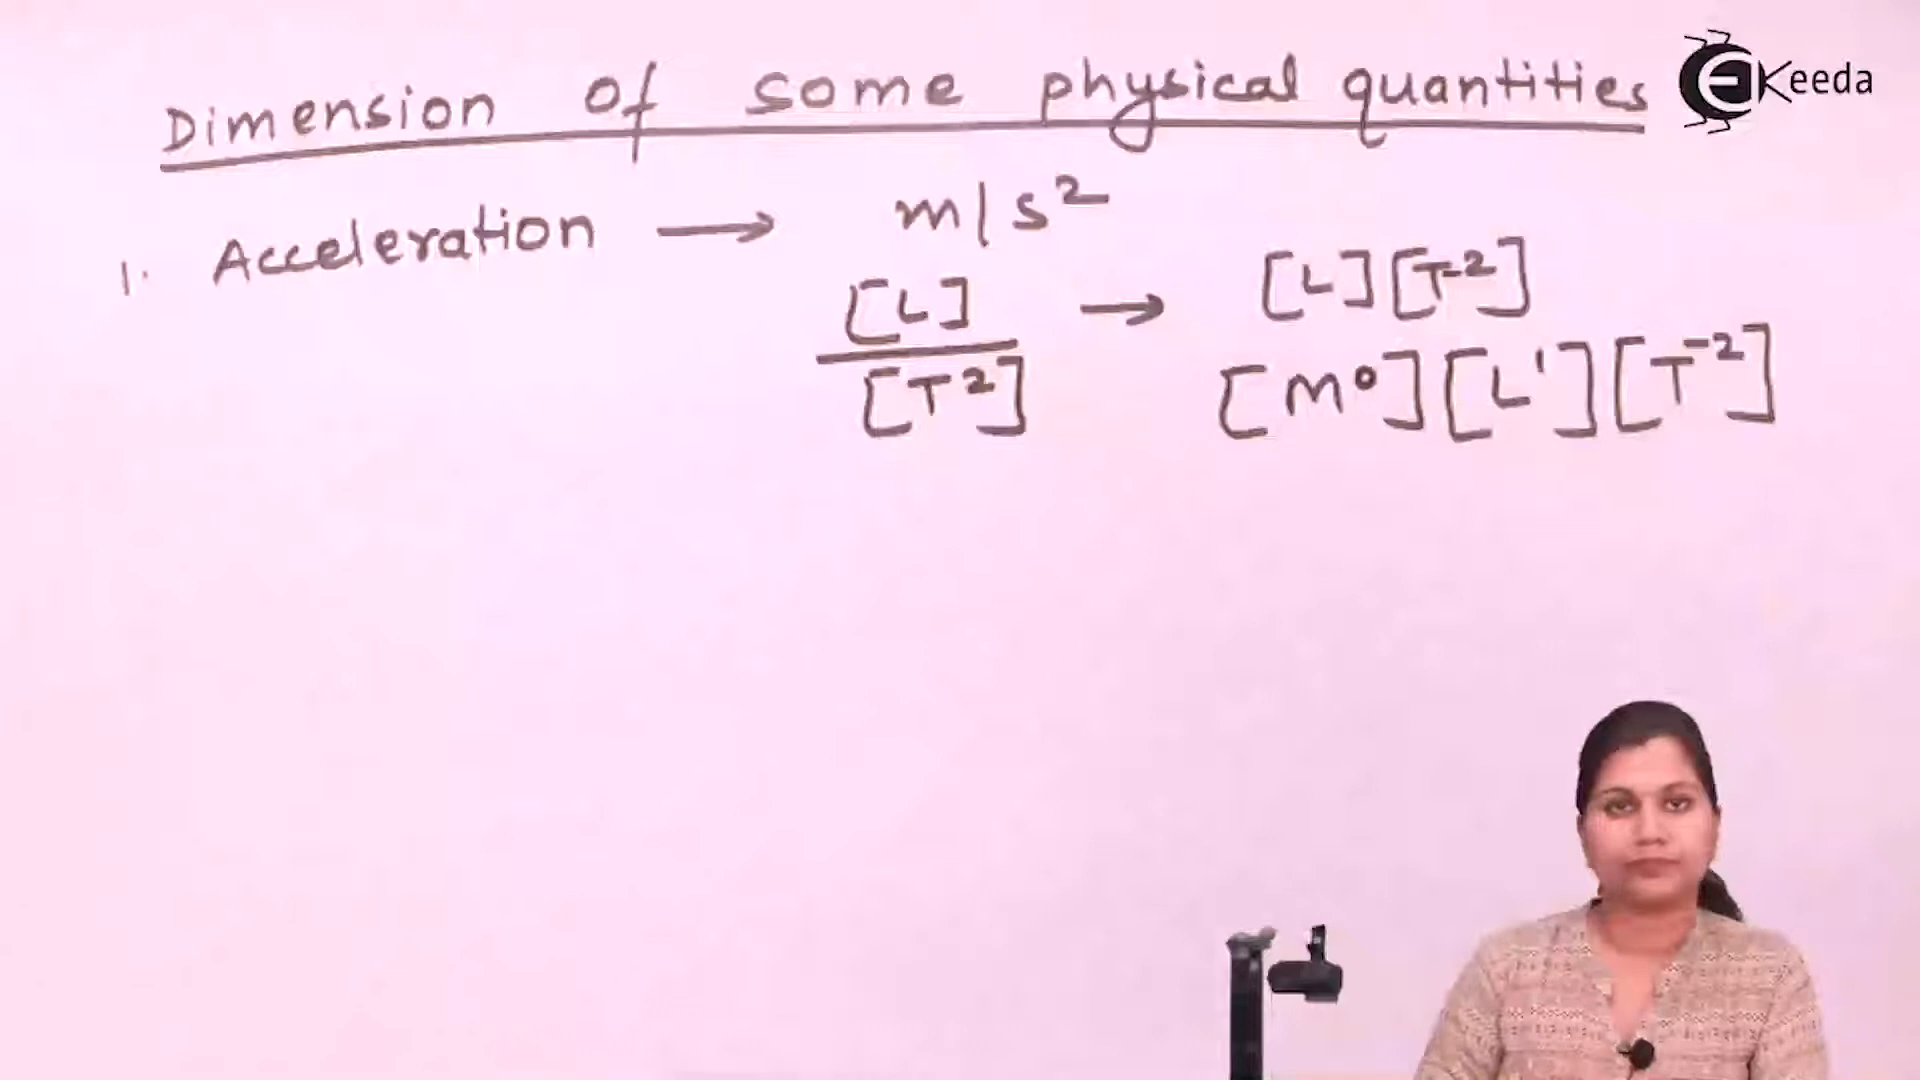 Dimension of some physical quantities
EKeeda
1. Acceleration → m/s²
[L] / [T²] → [L][T⁻²]
[M⁰][L¹][T⁻²]